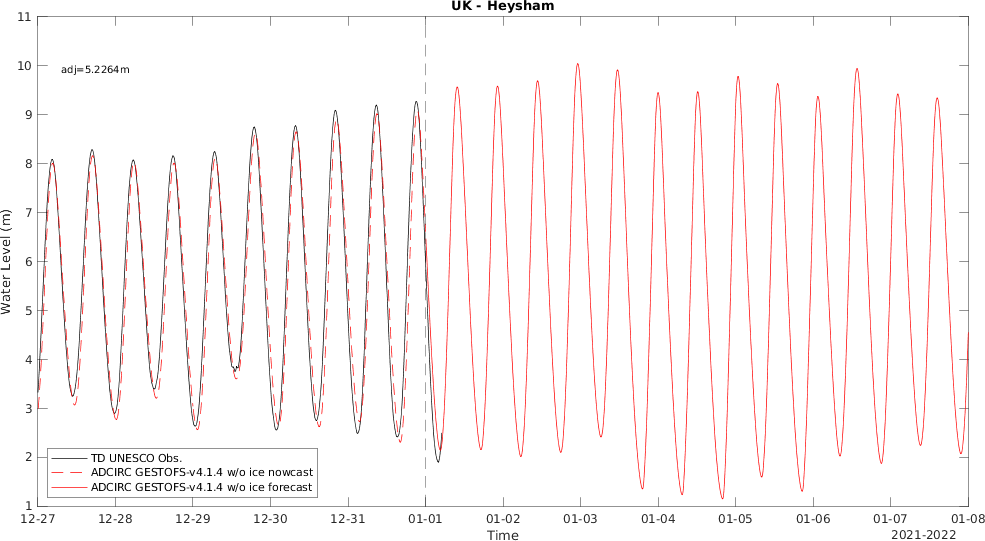 UK - Heysham
11
10
9
8
7
6
5
4
3
2
1
Water Level (m)
adj=5.2264m
TD UNESCO Obs.
ADCIRC GESTOFS-v4.1.4 w/o ice nowcast
ADCIRC GESTOFS-v4.1.4 w/o ice forecast
12-27 12-28 12-29 12-30 12-31 01-01 01-02 01-03 01-04 01-05 01-06 01-07 01-08
Time
2021-2022